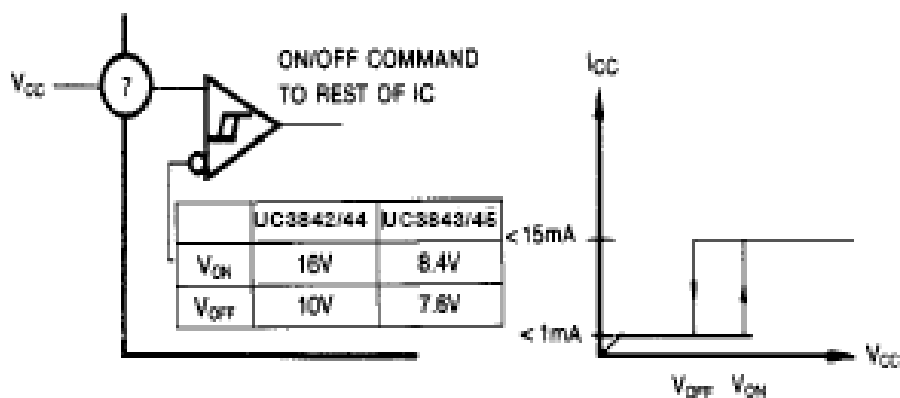 ON/OFF COMMAND
TO REST OF IC
VCC
7
UC3842/44 UC3843/45
VON 16V 8.4V
VOFF 10V 7.6V
ICC
<15mA
<1mA
VCC
VOFF VON